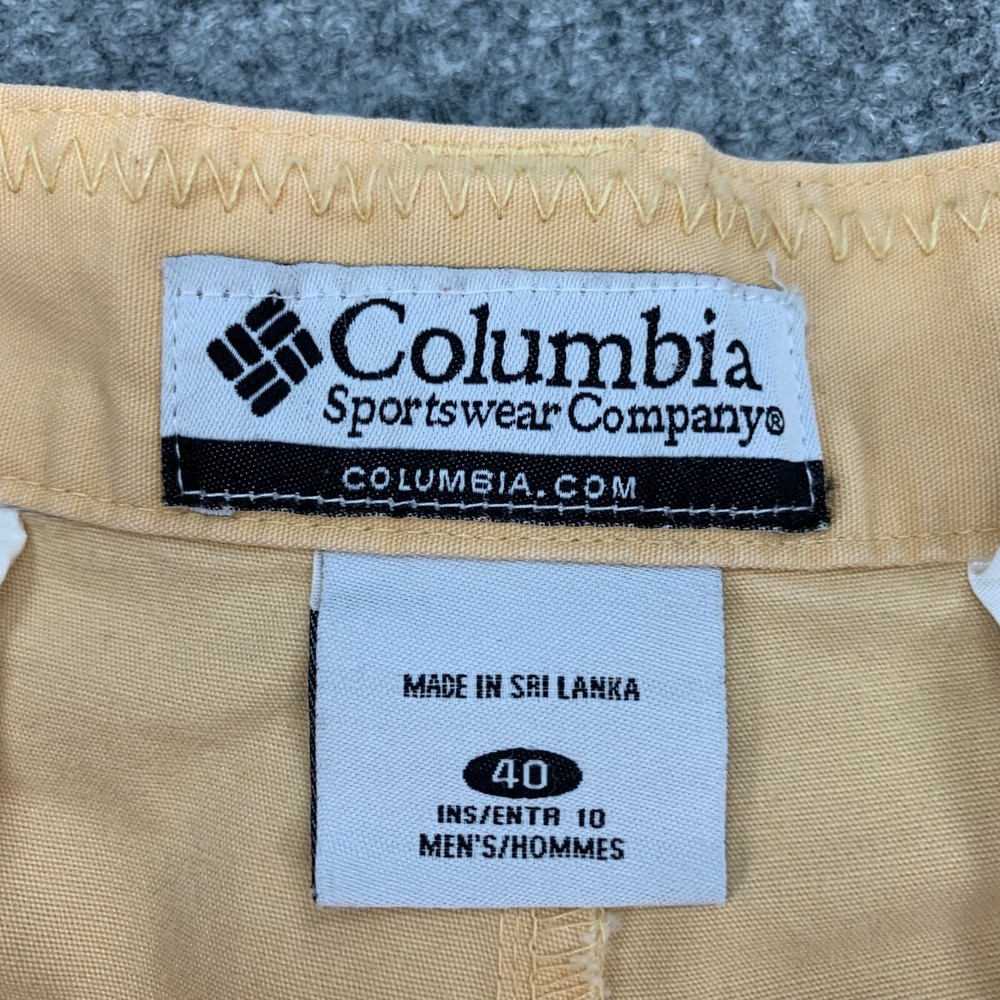 Columbia
Sportswear Company®
COLUMBIA.COM
MADE IN SRI LANKA
40
INS/ENTR 10
MEN'S/HOMMES